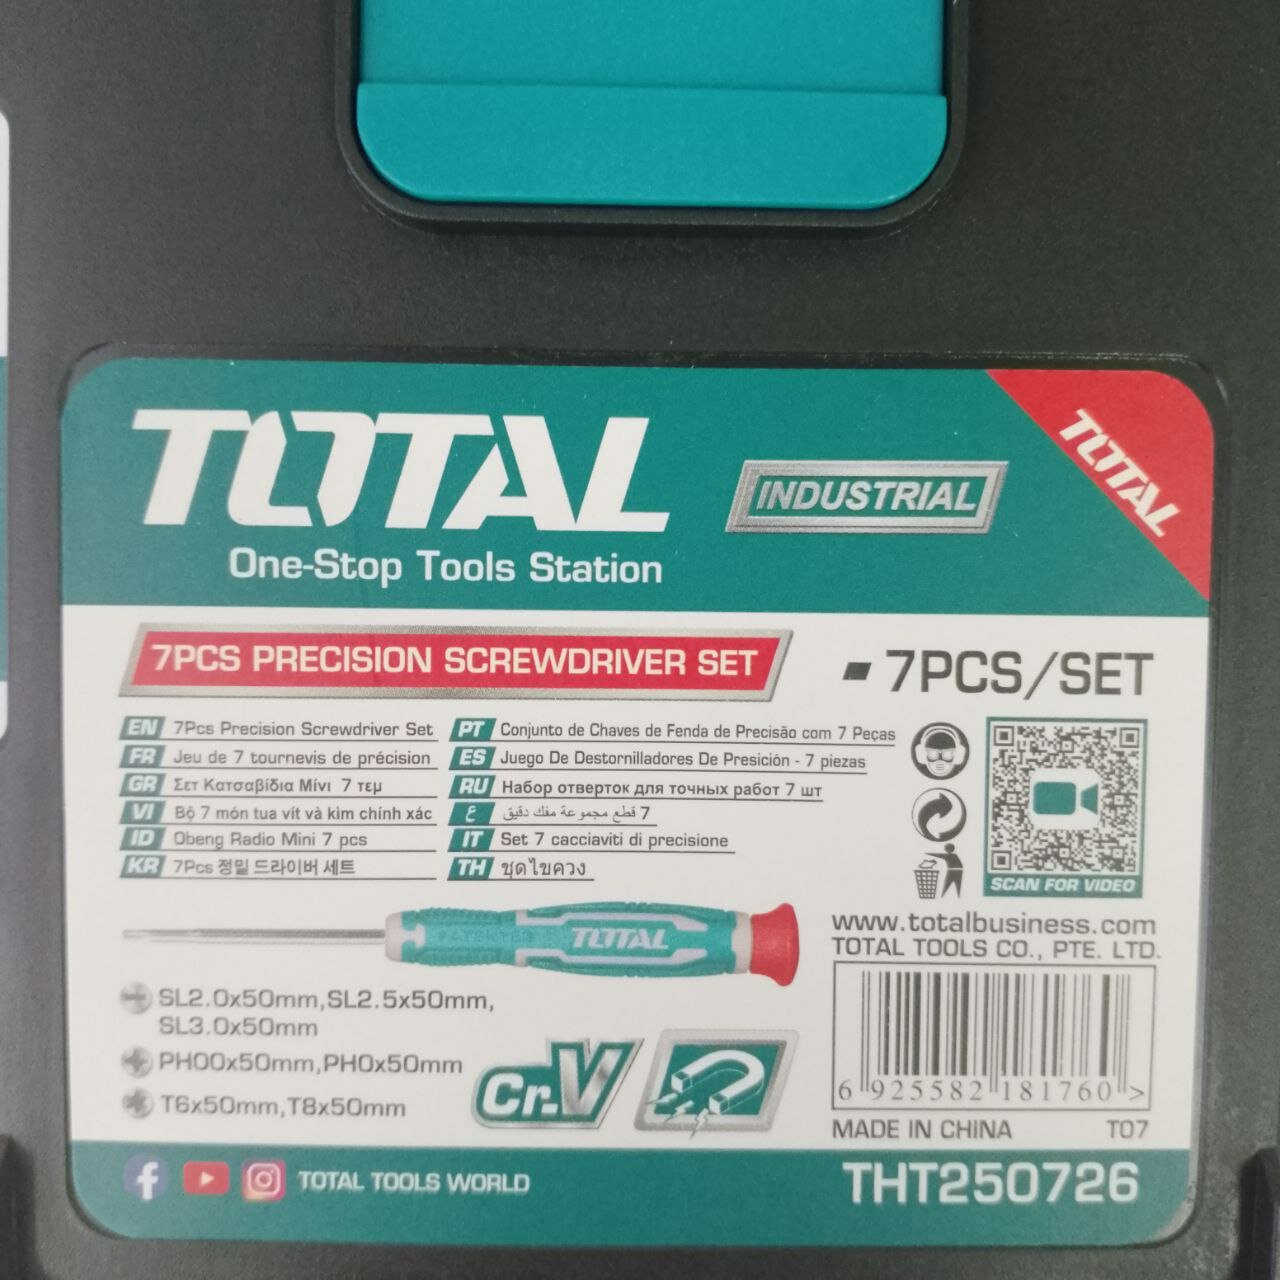 TOTAL
One-Stop Tools Station
INDUSTRIAL
TOTAL
7PCS PRECISION SCREWDRIVER SET
7PCS/SET
EN 7Pcs Precision Screwdriver Set
FR Jeu de 7 tournevis de précision
GR Σετ Κατσαβίδια Μίνι 7 τεμ
VI Bộ 7 món tua vít và kìm chính xác
ID Obeng Radio Mini 7 pcs
KR 7Pcs 정밀 드라이버 세트
PT Conjunto de Chaves de Fenda de Precisão com 7 Peças
ES Juego De Destornilladores De Presición - 7 piezas
RU Набор отверток для точных работ 7 шт
ع 7 قطع مجموعة مفك دقيق
IT Set 7 cacciaviti di precisione
TH ชุดไขควง
SCAN FOR VIDEO
www.totalbusiness.com
TOTAL TOOLS CO., PTE. LTD.
TOTAL
SL2.0x50mm,SL2.5x50mm,
SL3.0x50mm
PH00x50mm,PH0x50mm
T6x50mm,T8x50mm
Cr.V
6 925582 181760 >
MADE IN CHINA T07
TOTAL TOOLS WORLD
THT250726